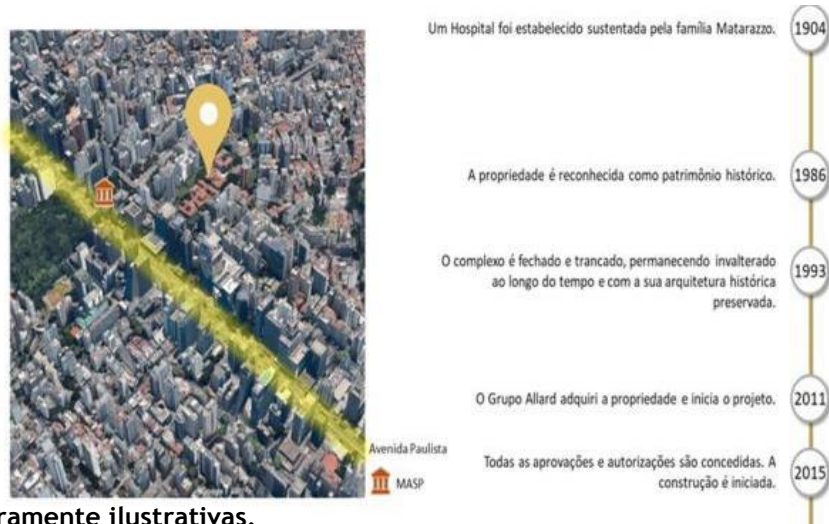 Um Hospital foi estabelecido sustentada pela família Matarazzo.
1904
A propriedade é reconhecida como patrimônio histórico.
1986
O complexo é fechado e trancado, permanecendo invalterado
ao longo do tempo e com a sua arquitetura histórica
preservada.
1993
O Grupo Allard adquiri a propriedade e inicia o projeto.
2011
Todas as aprovações e autorizações são concedidas. A
construção é iniciada.
2015
Avenida Paulista
MASP
ramente ilustrativas.